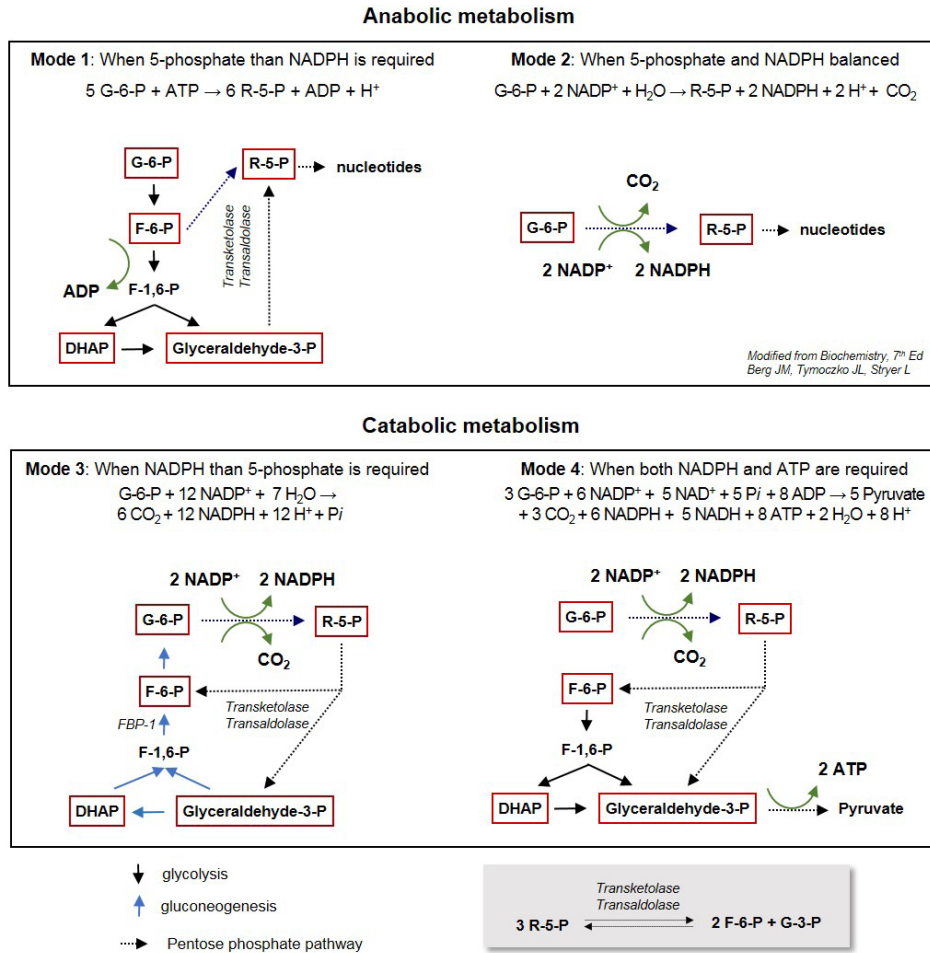 Anabolic metabolism
Mode 1: When 5-phosphate than NADPH is required
5 G-6-P + ATP → 6 R-5-P + ADP + H⁺
G-6-P
R-5-P
nucleotides
F-6-P
Transketolase
Transaldolase
ADP
F-1,6-P
DHAP
Glyceraldehyde-3-P
Mode 2: When 5-phosphate and NADPH balanced
G-6-P + 2 NADP⁺ + H₂O → R-5-P + 2 NADPH + 2 H⁺ + CO₂
CO₂
G-6-P
R-5-P
nucleotides
2 NADP⁺ 2 NADPH
Modified from Biochemistry, 7th Ed
Berg JM, Tymoczko JL, Stryer L
Catabolic metabolism
Mode 3: When NADPH than 5-phosphate is required
G-6-P + 12 NADP⁺ + 7 H₂O →
6 CO₂ + 12 NADPH + 12 H⁺ + Pi
2 NADP⁺ 2 NADPH
G-6-P
R-5-P
CO₂
F-6-P
Transketolase
Transaldolase
FBP-1
F-1,6-P
DHAP
Glyceraldehyde-3-P
Mode 4: When both NADPH and ATP are required
3 G-6-P + 6 NADP⁺ + 5 NAD⁺ + 5 Pi + 8 ADP → 5 Pyruvate
+ 3 CO₂ + 6 NADPH + 5 NADH + 8 ATP + 2 H₂O + 8 H⁺
2 NADP⁺ 2 NADPH
G-6-P
R-5-P
CO₂
F-6-P
Transketolase
Transaldolase
F-1,6-P
2 ATP
DHAP
Glyceraldehyde-3-P
Pyruvate
glycolysis
gluconeogenesis
Pentose phosphate pathway
Transketolase
Transaldolase
3 R-5-P
2 F-6-P + G-3-P